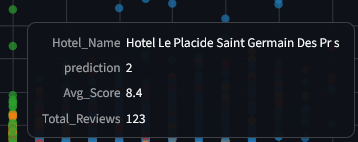 Hotel_Name Hotel Le Placide Saint Germain Des Pr s
prediction 2
Avg_Score 8.4
Total_Reviews 123